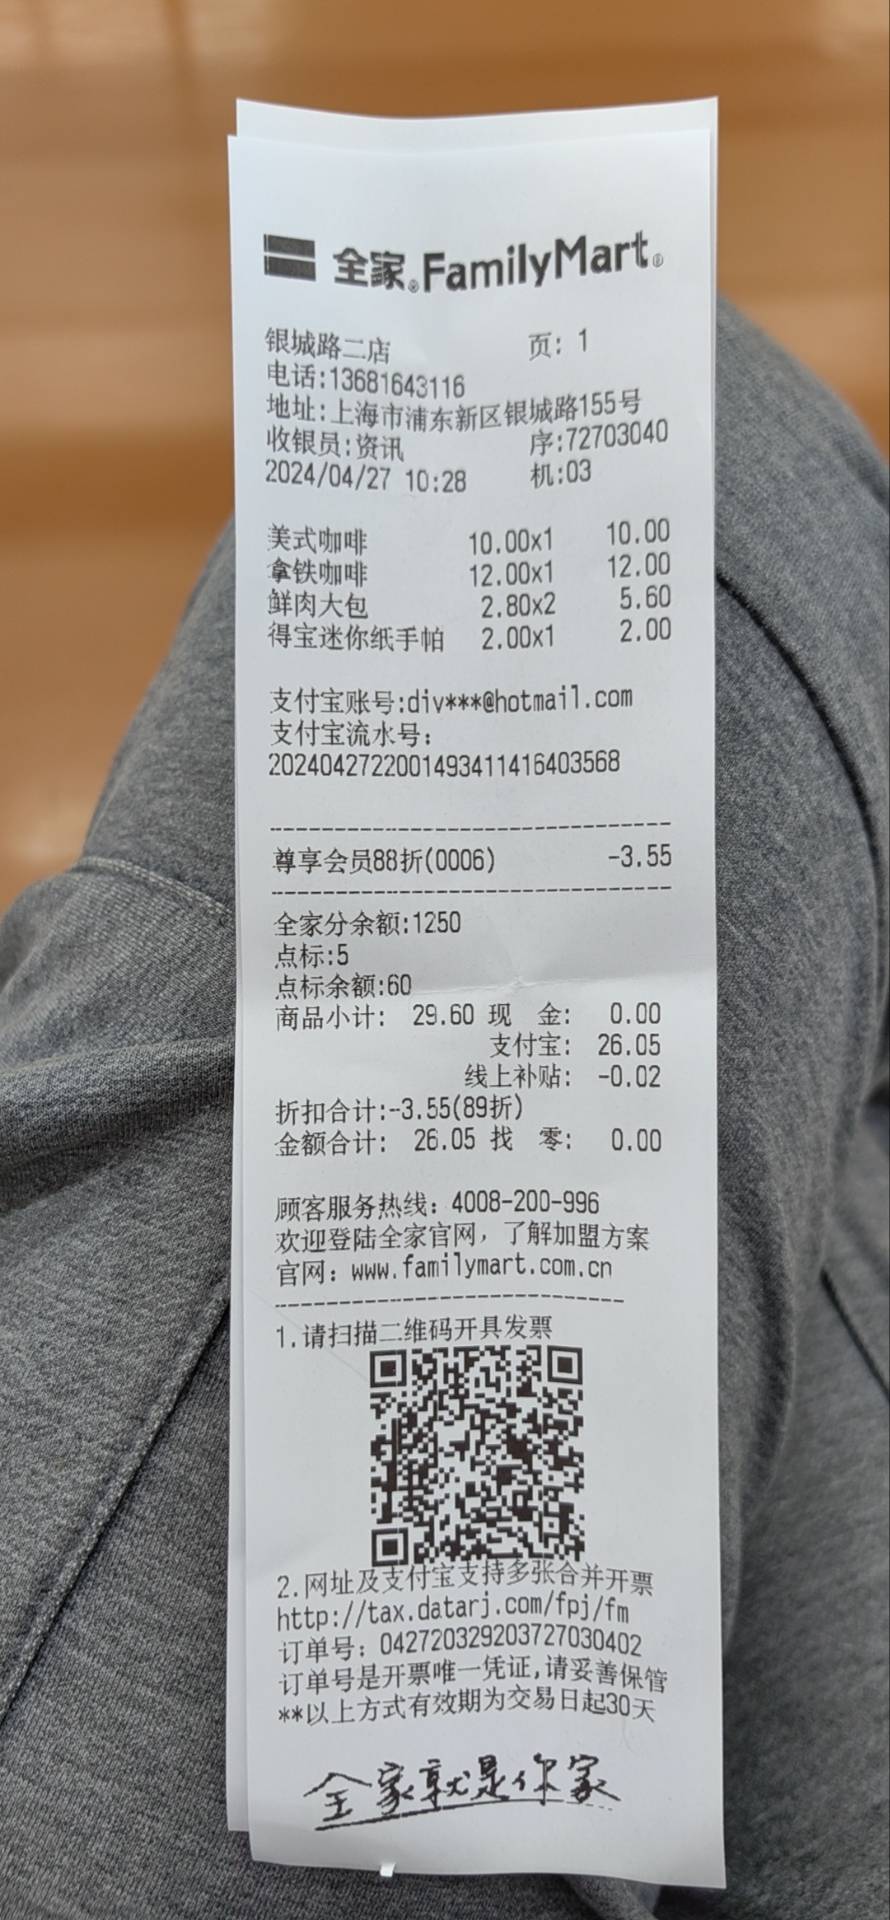 全家®FamilyMart®
银城路二店 页: 1
电话:13681643116
地址:上海市浦东新区银城路155号
收银员:资讯 序:72703040
2024/04/27 10:28 机:03
美式咖啡 10.00x1 10.00
拿铁咖啡 12.00x1 12.00
鲜肉大包 2.80x2 5.60
得宝迷你纸手帕 2.00x1 2.00
支付宝账号:div***@hotmail.com
支付宝流水号:
2024042722001493411416403568
尊享会员88折(0006) -3.55
全家分余额:1250
点标:5
点标余额:60
商品小计: 29.60 现 金: 0.00
支付宝: 26.05
线上补贴: -0.02
折扣合计:-3.55(89折)
金额合计: 26.05 找 零: 0.00
顾客服务热线: 4008-200-996
欢迎登陆全家官网，了解加盟方案
官网: www.familymart.com.cn
1.请扫描二维码开具发票
2.网址及支付宝支持多张合并开票
http://tax.datarj.com/fpj/fm
订单号: 042720329203727030402
订单号是开票唯一凭证,请妥善保管
**以上方式有效期为交易日起30天
全家就是你家